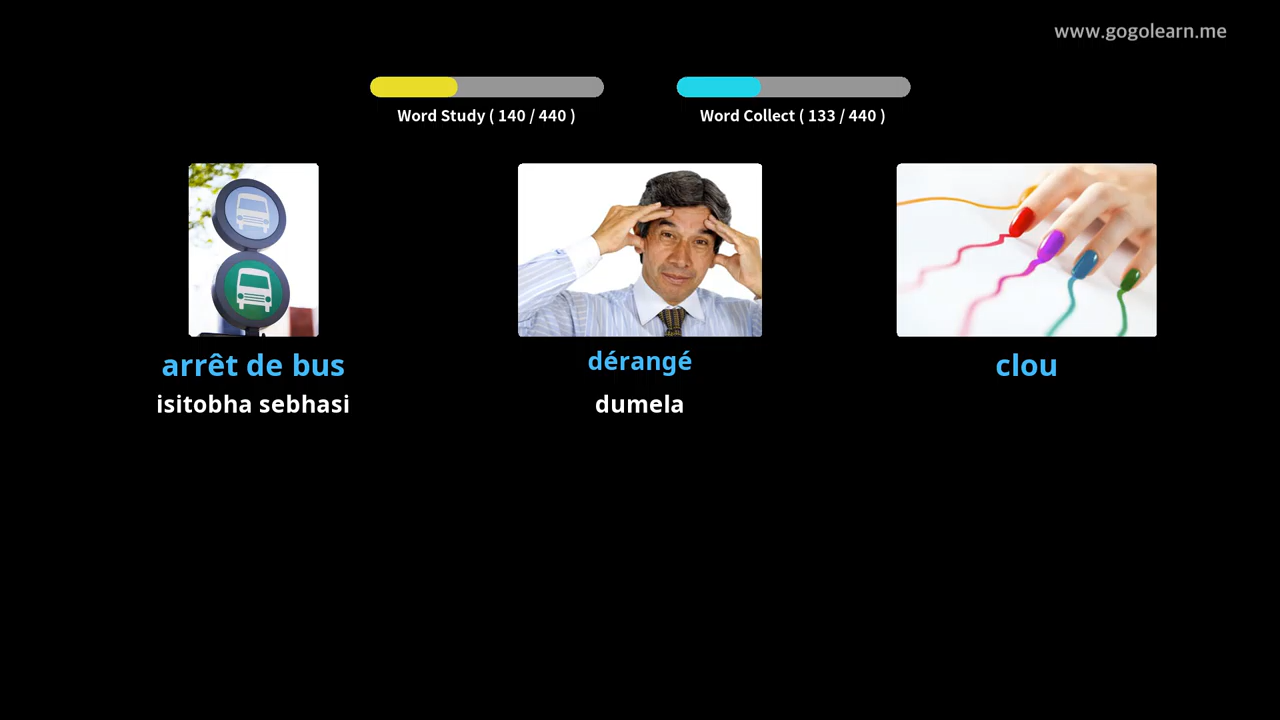 www.gogolearn.me
Word Study ( 140 / 440 )
Word Collect ( 133 / 440 )
arrêt de bus
dérangé
clou
isitobha sebhasi
dumela